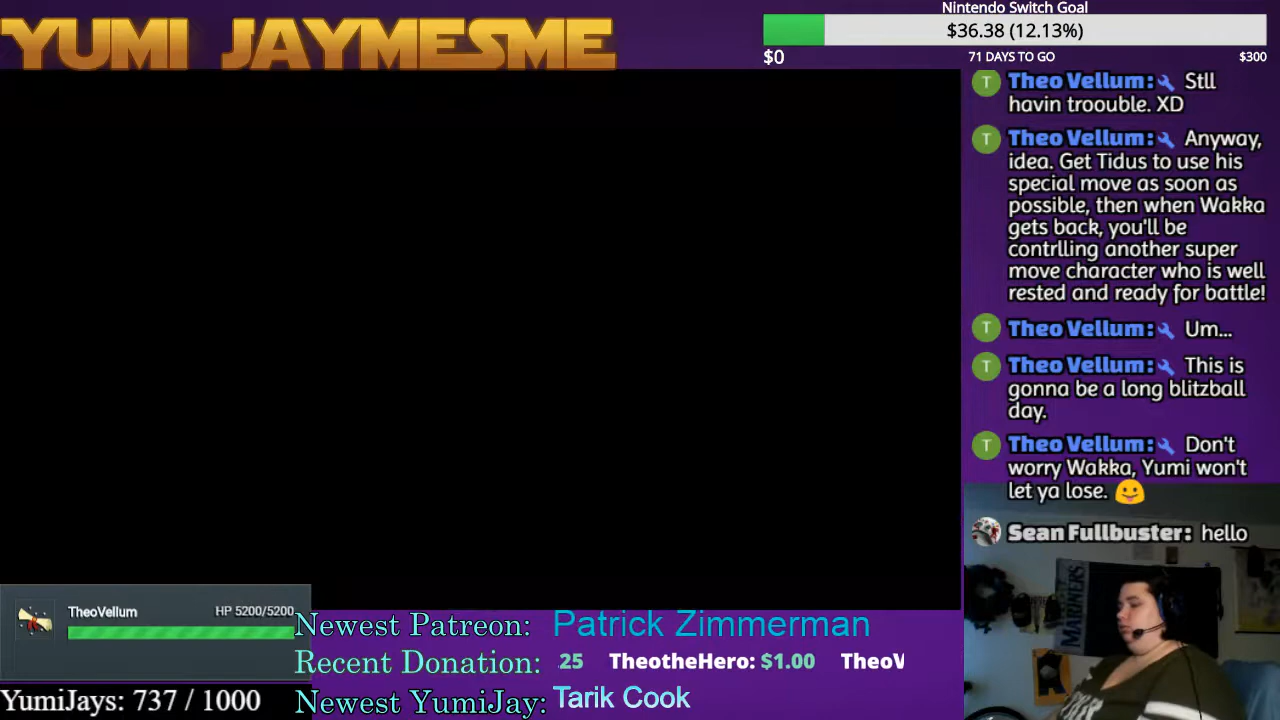 YUMI JAYMESME
Nintendo Switch Goal
$36.38 (12.13%)
$0
71 DAYS TO GO
$300
T
Theo Vellum: Stll
havin troouble. XD
T
Theo Vellum: Anyway,
idea. Get Tidus to use his
special move as soon as
possible, then when Wakka
gets back, you'll be
contrlling another super
move character who is well
rested and ready for battle!
T
Theo Vellum: Um...
T
Theo Vellum: This is
gonna be a long blitzball
day.
T
Theo Vellum: Don't
worry Wakka, Yumi won't
let ya lose. 😛
Sean Fullbuster: hello
MARINERS
TheoVellum
HP 5200/5200
Newest Patreon: Patrick Zimmerman
Recent Donation: 25 TheotheHero: $1.00 TheoV
Newest YumiJay: Tarik Cook
YumiJays: 737 / 1000